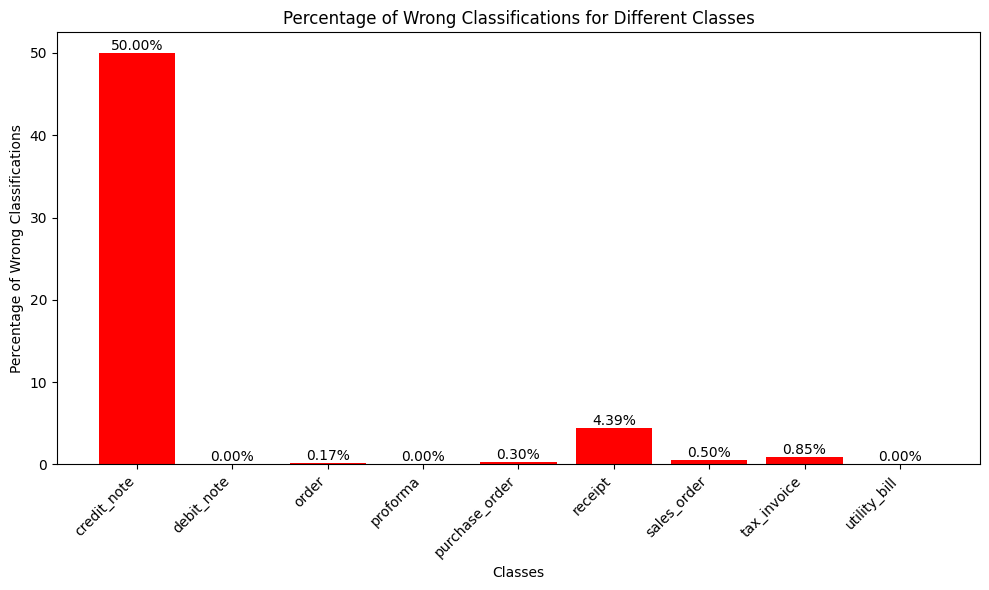 Percentage of Wrong Classifications for Different Classes
Percentage of Wrong Classifications
50
40
30
20
10
0
50.00%
0.00%
0.17%
0.00%
0.30%
4.39%
0.50%
0.85%
0.00%
credit_note
debit_note
order
proforma
purchase_order
receipt
sales_order
tax_invoice
utility_bill
Classes